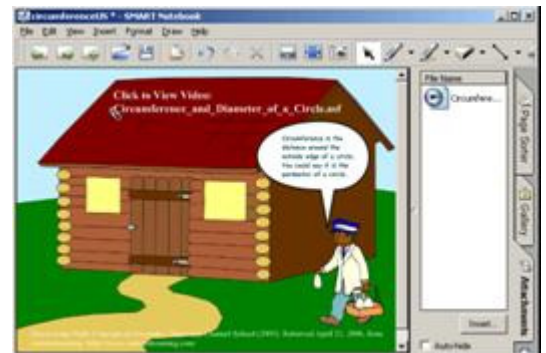 circumferenceUS * - SMART Notebook
File Edit View Insert Format Draw Help
Click to View Video:
Circumference_and_Diameter_of_a_Circle.asf
Circumference is the
distance around the
outside edge of a circle.
You could say it is the
perimeter of a circle.
File Name
Circumfere...
Page Sorter
Gallery
Attachments
Insert...
Auto-hide